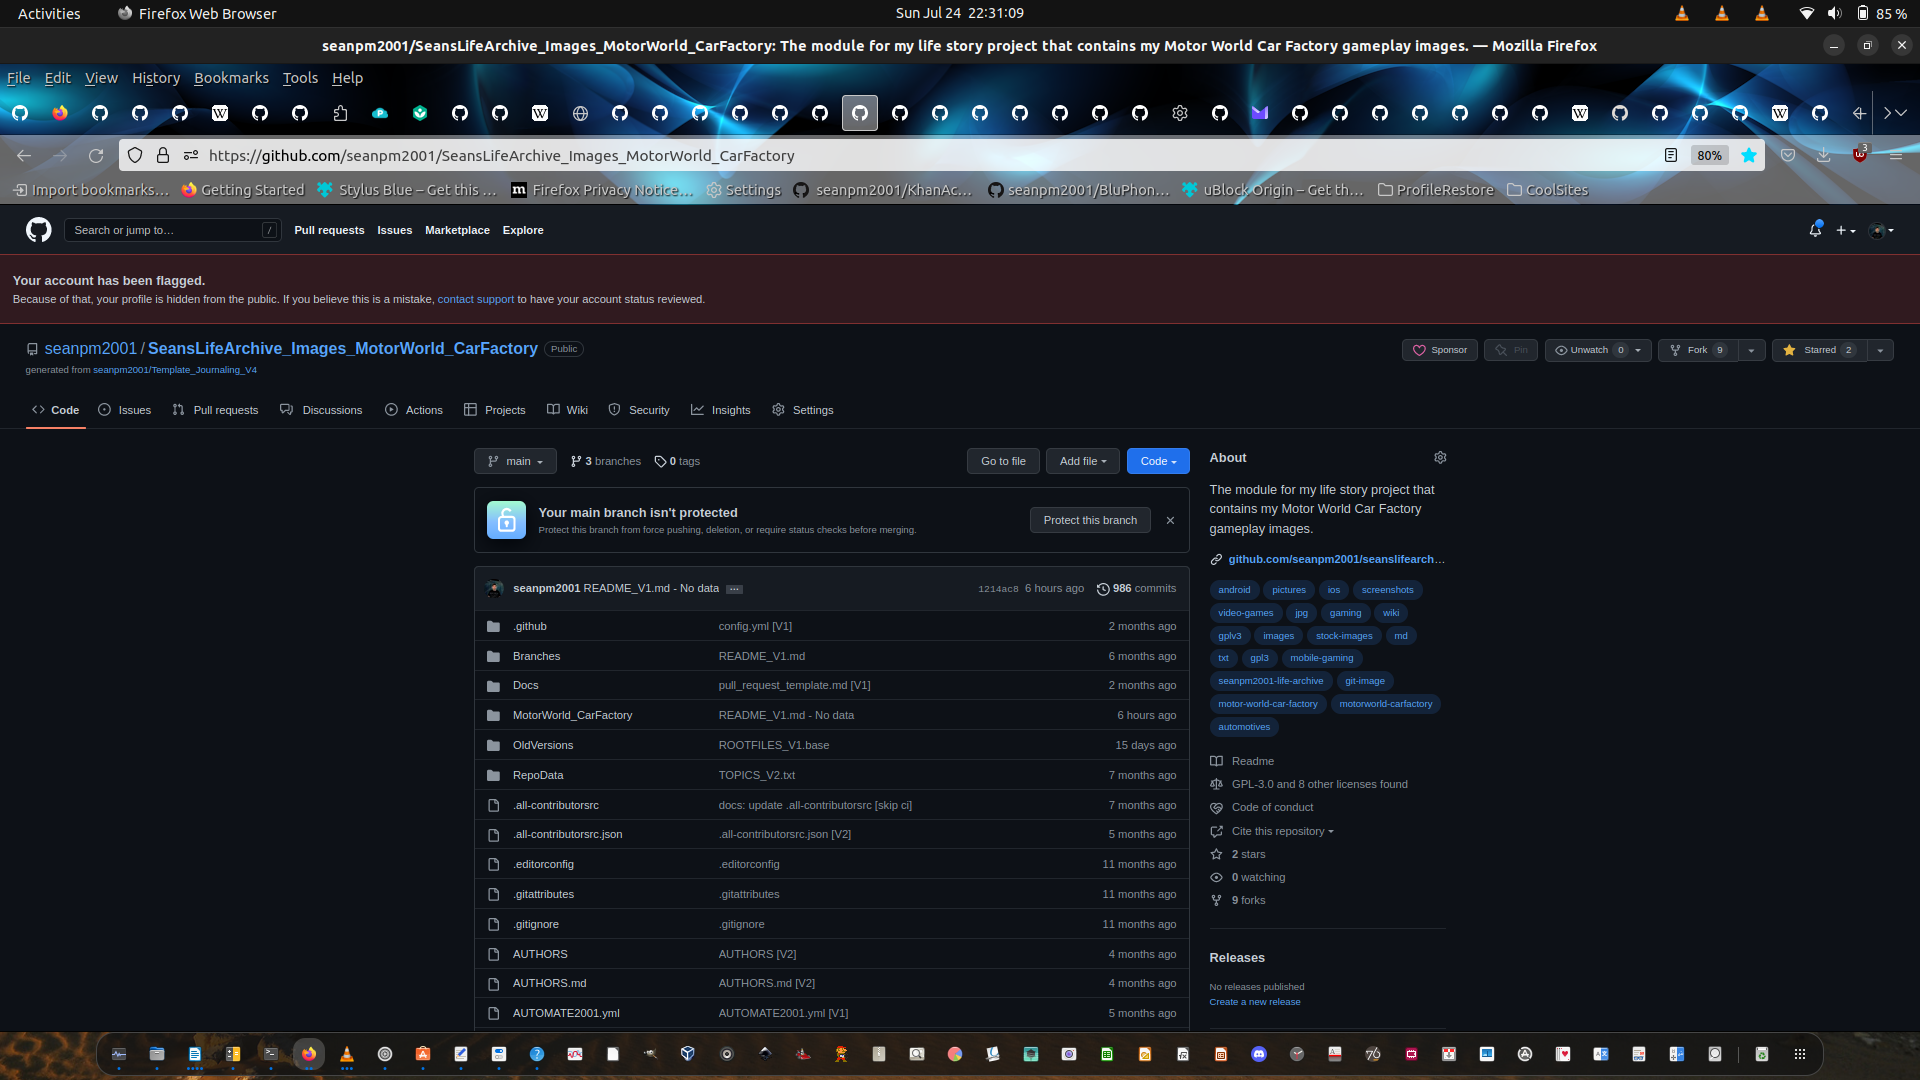 Activities Firefox Web Browser Sun Jul 24 22:31:09 85 %
seanpm2001/SeansLifeArchive_Images_MotorWorld_CarFactory: The module for my life story project that contains my Motor World Car Factory gameplay images. — Mozilla Firefox
File Edit View History Bookmarks Tools Help
https://github.com/seanpm2001/SeansLifeArchive_Images_MotorWorld_CarFactory 80% 3
Import bookmarks… Getting Started Stylus Blue – Get this … Firefox Privacy Notice… Settings seanpm2001/KhanAc… seanpm2001/BluPhon… uBlock Origin – Get th… ProfileRestore CoolSites
Search or jump to… / Pull requests Issues Marketplace Explore
Your account has been flagged.
Because of that, your profile is hidden from the public. If you believe this is a mistake, contact support to have your account status reviewed.
seanpm2001 / SeansLifeArchive_Images_MotorWorld_CarFactory Public Sponsor Pin Unwatch 0 Fork 9 Starred 2
generated from seanpm2001/Template_Journaling_V4
Code Issues Pull requests Discussions Actions Projects Wiki Security Insights Settings
main 3 branches 0 tags Go to file Add file Code
Your main branch isn't protected
Protect this branch from force pushing, deletion, or require status checks before merging.
Protect this branch
seanpm2001 README_V1.md - No data … 1214ac8 6 hours ago 986 commits
.github config.yml [V1] 2 months ago
Branches README_V1.md 6 months ago
Docs pull_request_template.md [V1] 2 months ago
MotorWorld_CarFactory README_V1.md - No data 6 hours ago
OldVersions ROOTFILES_V1.base 15 days ago
RepoData TOPICS_V2.txt 7 months ago
.all-contributorsrc docs: update .all-contributorsrc [skip ci] 7 months ago
.all-contributorsrc.json .all-contributorsrc.json [V2] 5 months ago
.editorconfig .editorconfig 11 months ago
.gitattributes .gitattributes 11 months ago
.gitignore .gitignore 11 months ago
AUTHORS AUTHORS [V2] 4 months ago
AUTHORS.md AUTHORS.md [V2] 4 months ago
AUTOMATE2001.yml AUTOMATE2001.yml [V1] 5 months ago
About
The module for my life story project that
contains my Motor World Car Factory
gameplay images.
github.com/seanpm2001/seanslifearch…
android pictures ios screenshots
video-games jpg gaming wiki
gplv3 images stock-images md
txt gpl3 mobile-gaming
seanpm2001-life-archive git-image
motor-world-car-factory motorworld-carfactory
automotives
Readme
GPL-3.0 and 8 other licenses found
Code of conduct
Cite this repository
2 stars
0 watching
9 forks
Releases
No releases published
Create a new release